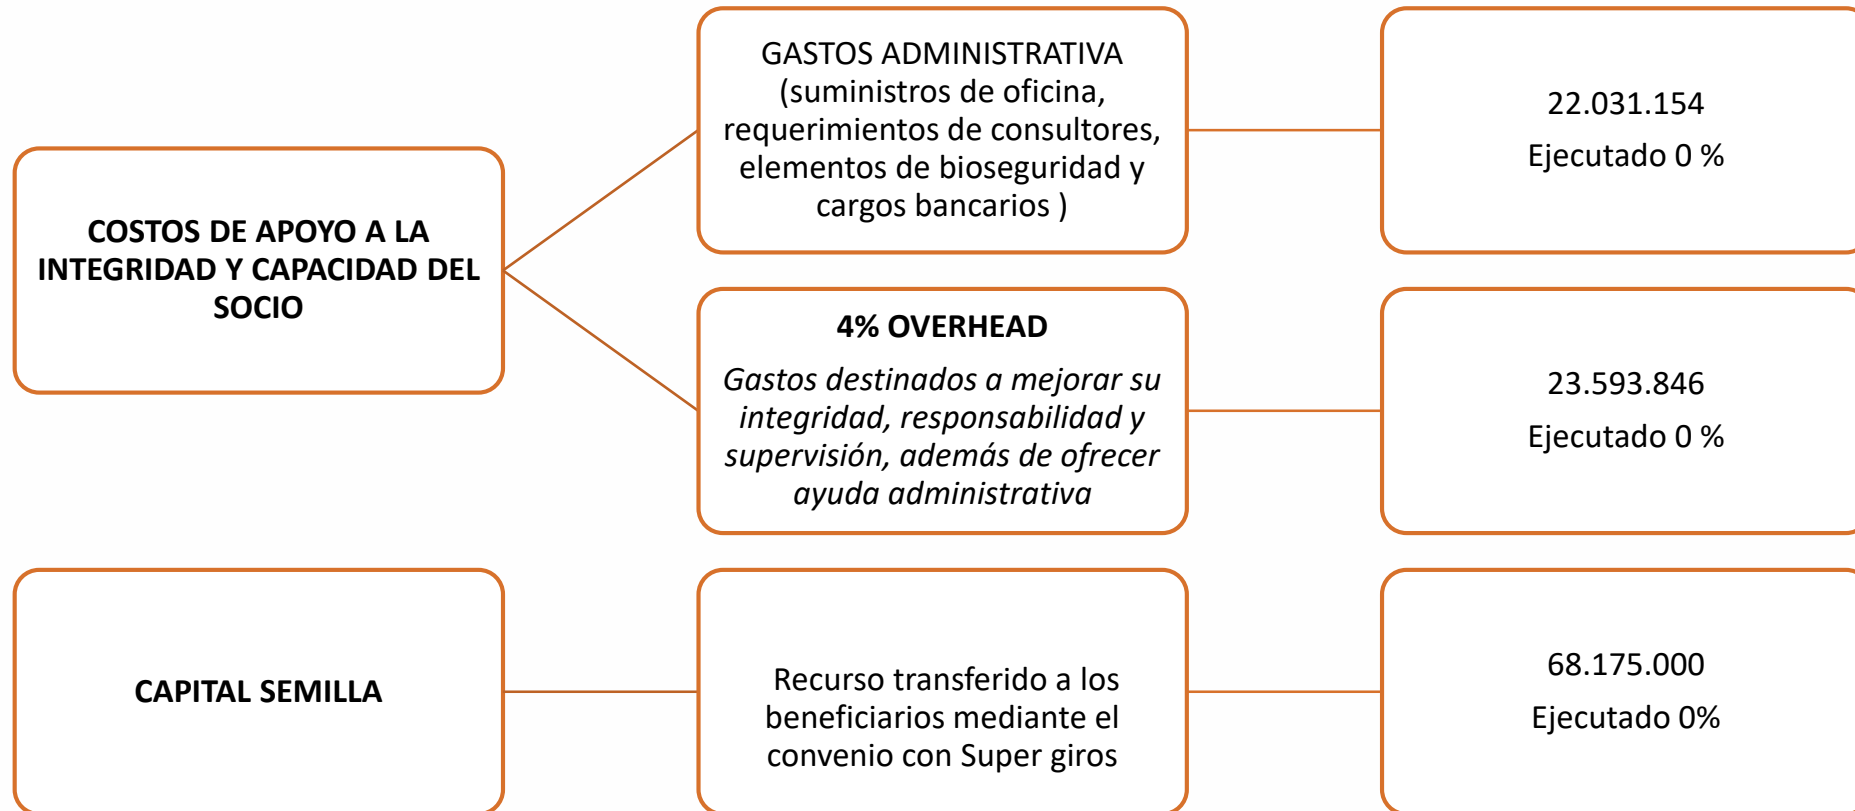 COSTOS DE APOYO A LA
INTEGRIDAD Y CAPACIDAD DEL
SOCIO
GASTOS ADMINISTRATIVA
(suministros de oficina,
requerimientos de consultores,
elementos de bioseguridad y
cargos bancarios )
22.031.154
Ejecutado 0 %
4% OVERHEAD
Gastos destinados a mejorar su
integridad, responsabilidad y
supervisión, además de ofrecer
ayuda administrativa
23.593.846
Ejecutado 0 %
CAPITAL SEMILLA
Recurso transferido a los
beneficiarios mediante el
convenio con Super giros
68.175.000
Ejecutado 0%